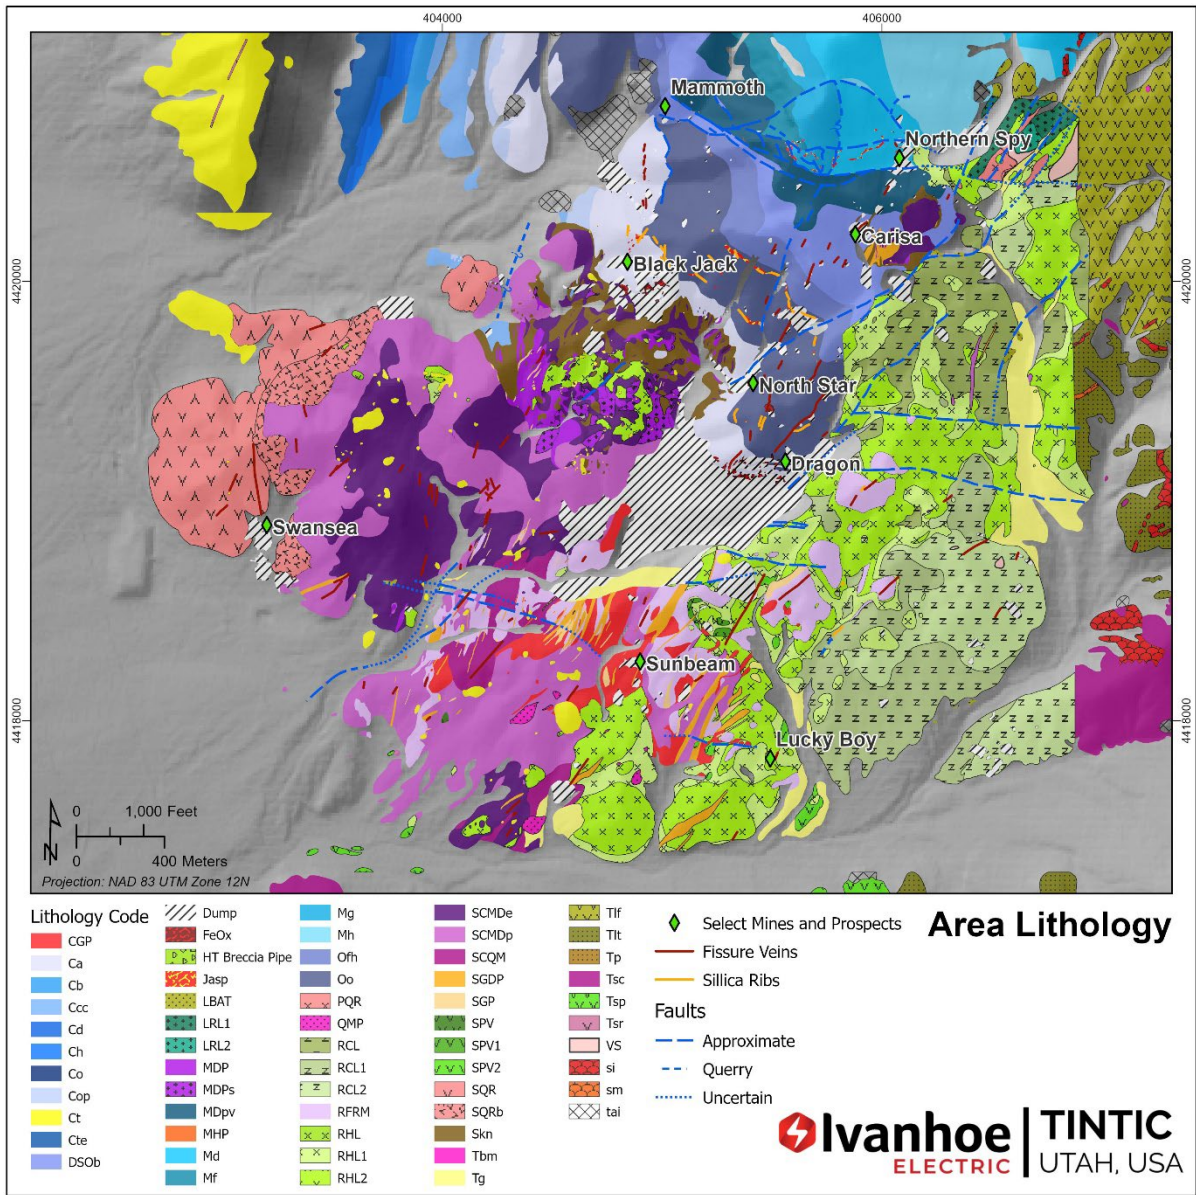 404000
406000
4420000
4420000
4418000
4418000
Mammoth
Northern Spy
Carisa
Black Jack
North Star
Dragon
Swansea
Sunbeam
Lucky Boy
N
0 1,000 Feet
0 400 Meters
Projection: NAD 83 UTM Zone 12N
Lithology Code
CGP
Ca
Cb
Ccc
Cd
Ch
Co
Cop
Ct
Cte
DSOb
Dump
FeOx
HT Breccia Pipe
Jasp
LBAT
LRL1
LRL2
MDP
MDPs
MDpv
MHP
Md
Mf
Mg
Mh
Ofh
Oo
PQR
QMP
RCL
RCL1
RCL2
RFRM
RHL
RHL1
RHL2
SCMDe
SCMDp
SCQM
SGDP
SGP
SPV
SPV1
SPV2
SQR
SQRb
Skn
Tbm
Tg
Tlf
Tlt
Tp
Tsc
Tsp
Tsr
VS
si
sm
tai
Select Mines and Prospects
Fissure Veins
Sillica Ribs
Faults
Approximate
Querry
Uncertain
Area Lithology
Ivanhoe
ELECTRIC
TINTIC
UTAH, USA